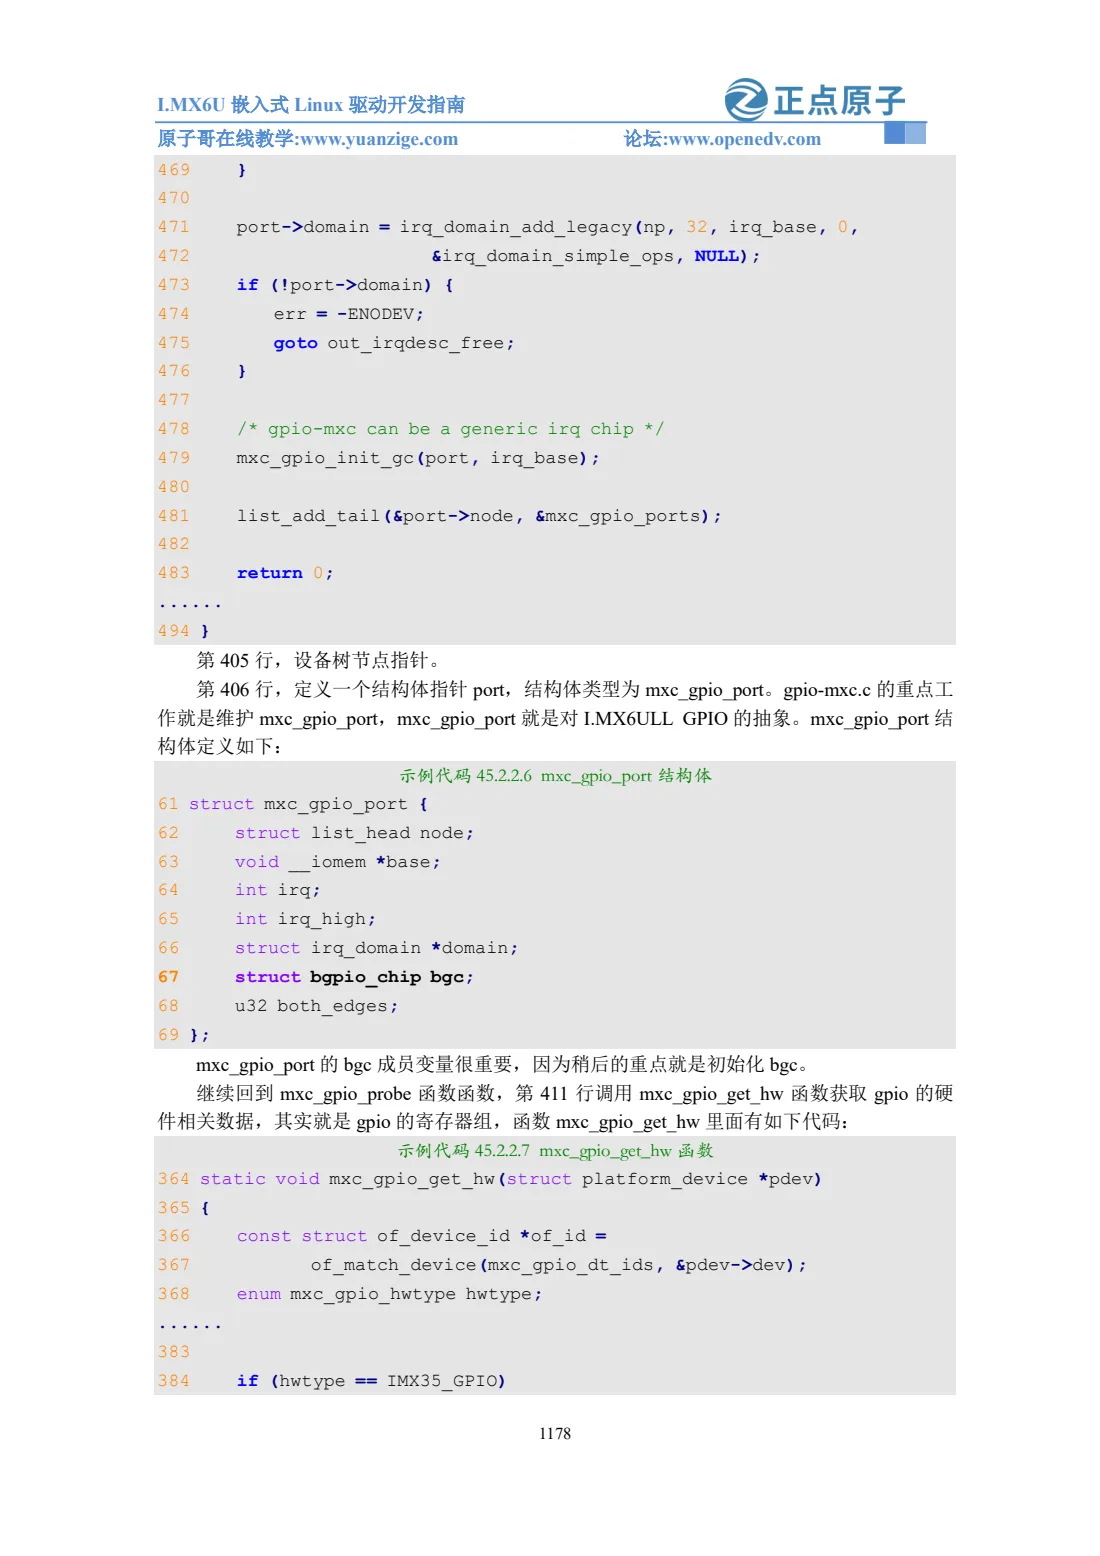 I.MX6U 嵌入式 Linux 驱动开发指南
正点原子
原子哥在线教学:www.yuanzige.com 论坛:www.openedv.com
469 }
470
471 port->domain = irq_domain_add_legacy(np, 32, irq_base, 0,
472 &irq_domain_simple_ops, NULL);
473 if (!port->domain) {
474 err = -ENODEV;
475 goto out_irqdesc_free;
476 }
477
478 /* gpio-mxc can be a generic irq chip */
479 mxc_gpio_init_gc(port, irq_base);
480
481 list_add_tail(&port->node, &mxc_gpio_ports);
482
483 return 0;
......
494 }
第 405 行，设备树节点指针。
第 406 行，定义一个结构体指针 port，结构体类型为 mxc_gpio_port。gpio-mxc.c 的重点工
作就是维护 mxc_gpio_port，mxc_gpio_port 就是对 I.MX6ULL GPIO 的抽象。mxc_gpio_port 结
构体定义如下：
示例代码 45.2.2.6 mxc_gpio_port 结构体
61 struct mxc_gpio_port {
62 struct list_head node;
63 void __iomem *base;
64 int irq;
65 int irq_high;
66 struct irq_domain *domain;
67 struct bgpio_chip bgc;
68 u32 both_edges;
69 };
mxc_gpio_port 的 bgc 成员变量很重要，因为稍后的重点就是初始化 bgc。
继续回到 mxc_gpio_probe 函数函数，第 411 行调用 mxc_gpio_get_hw 函数获取 gpio 的硬
件相关数据，其实就是 gpio 的寄存器组，函数 mxc_gpio_get_hw 里面有如下代码：
示例代码 45.2.2.7 mxc_gpio_get_hw 函数
364 static void mxc_gpio_get_hw(struct platform_device *pdev)
365 {
366 const struct of_device_id *of_id =
367 of_match_device(mxc_gpio_dt_ids, &pdev->dev);
368 enum mxc_gpio_hwtype hwtype;
......
383
384 if (hwtype == IMX35_GPIO)
1178